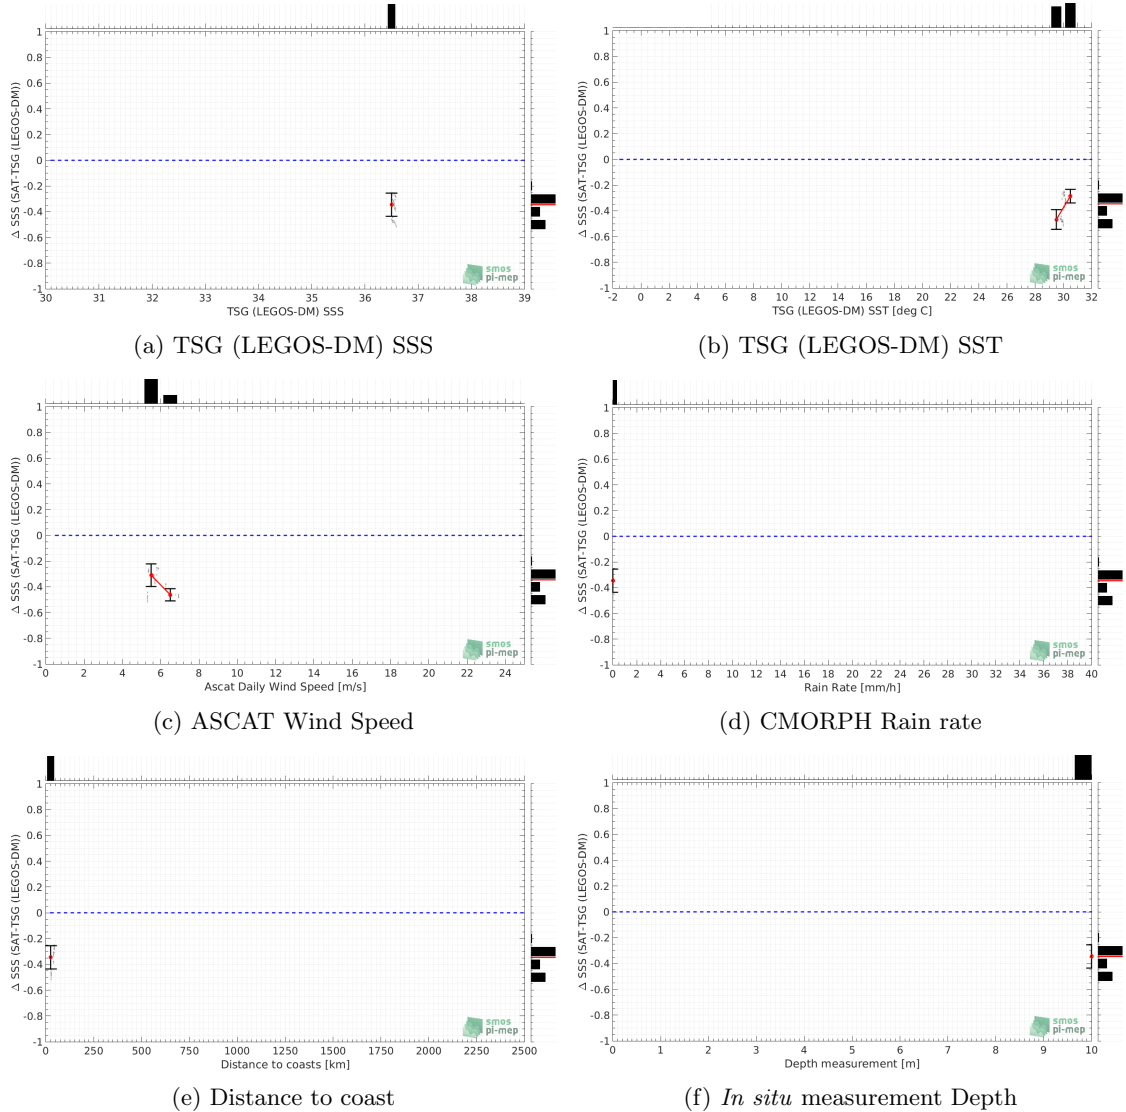 1
0.8
0.6
0.4
0.2
0
-0.2
-0.4
-0.6
-0.8
-1
Δ SSS (SAT-TSG (LEGOS-DM))
30 31 32 33 34 35 36 37 38 39
TSG (LEGOS-DM) SSS
smos
pi-mep
(a) TSG (LEGOS-DM) SSS
1
0.8
0.6
0.4
0.2
0
-0.2
-0.4
-0.6
-0.8
-1
Δ SSS (SAT-TSG (LEGOS-DM))
-2 0 2 4 6 8 10 12 14 16 18 20 22 24 26 28 30 32
TSG (LEGOS-DM) SST [deg C]
smos
pi-mep
(b) TSG (LEGOS-DM) SST
1
0.8
0.6
0.4
0.2
0
-0.2
-0.4
-0.6
-0.8
-1
Δ SSS (SAT-TSG (LEGOS-DM))
0 2 4 6 8 10 12 14 16 18 20 22 24
Ascat Daily Wind Speed [m/s]
smos
pi-mep
(c) ASCAT Wind Speed
1
0.8
0.6
0.4
0.2
0
-0.2
-0.4
-0.6
-0.8
-1
Δ SSS (SAT-TSG (LEGOS-DM))
0 2 4 6 8 10 12 14 16 18 20 22 24 26 28 30 32 34 36 38 40
Rain Rate [mm/h]
smos
pi-mep
(d) CMORPH Rain rate
1
0.8
0.6
0.4
0.2
0
-0.2
-0.4
-0.6
-0.8
-1
Δ SSS (SAT-TSG (LEGOS-DM))
0 250 500 750 1000 1250 1500 1750 2000 2250 2500
Distance to coasts [km]
smos
pi-mep
(e) Distance to coast
1
0.8
0.6
0.4
0.2
0
-0.2
-0.4
-0.6
-0.8
-1
Δ SSS (SAT-TSG (LEGOS-DM))
0 1 2 3 4 5 6 7 8 9 10
Depth measurement [m]
smos
pi-mep
(f) In situ measurement Depth